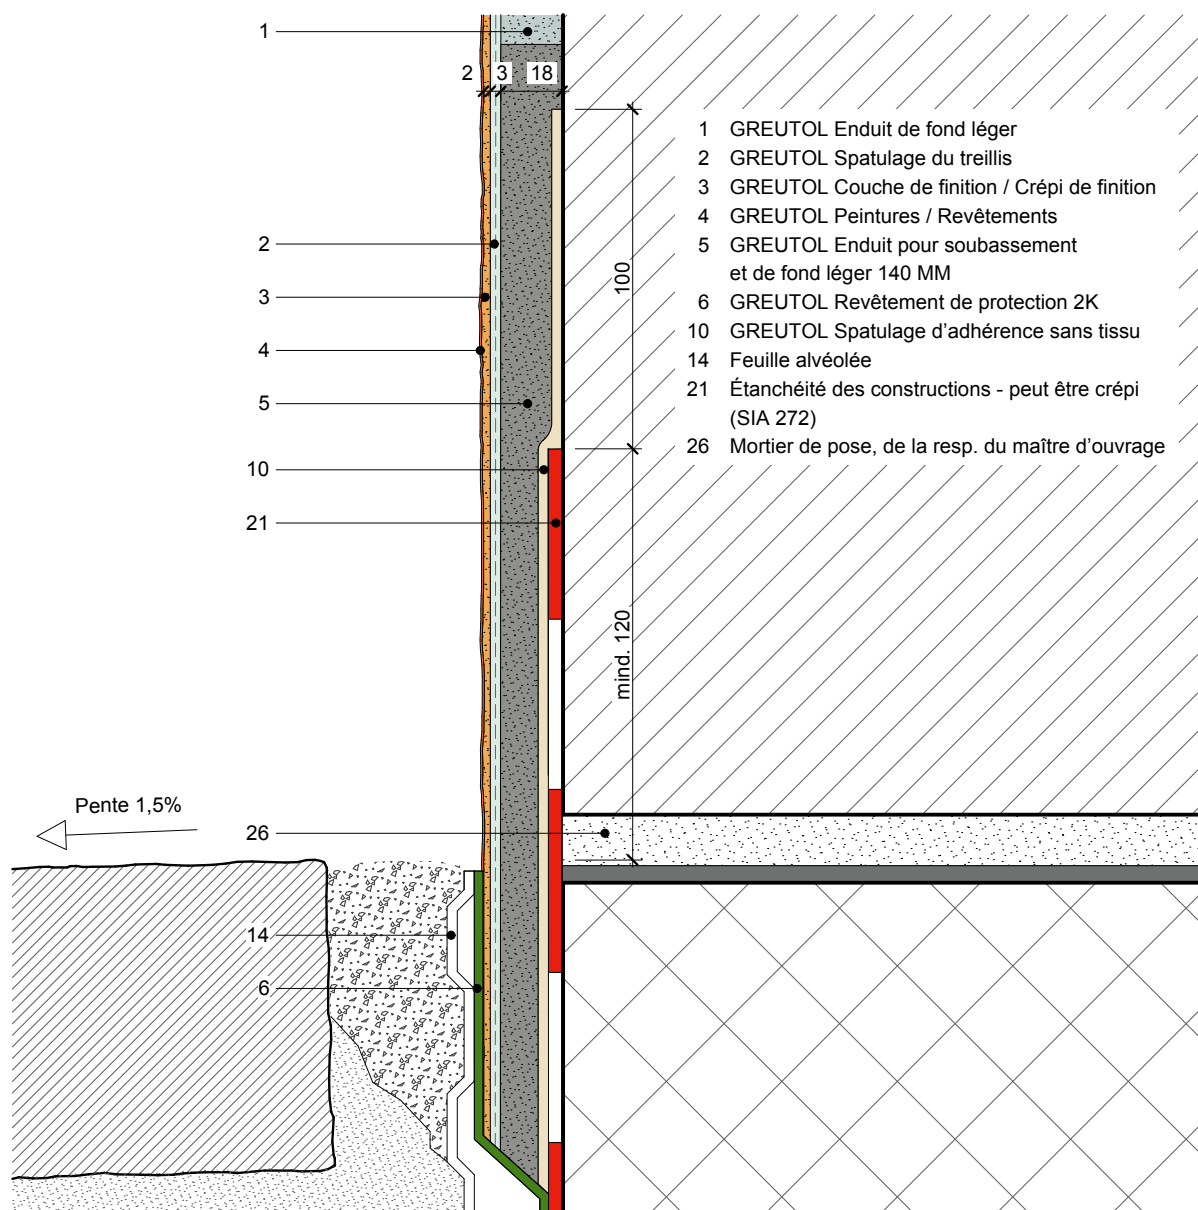 1
2 3 18
1 GREUTOL Enduit de fond léger
2 GREUTOL Spatulage du treillis
3 GREUTOL Couche de finition / Crépi de finition
4 GREUTOL Peintures / Revêtements
5 GREUTOL Enduit pour soubassement
et de fond léger 140 MM
6 GREUTOL Revêtement de protection 2K
10 GREUTOL Spatulage d'adhérence sans tissu
14 Feuille alvéolée
21 Étanchéité des constructions - peut être crépi
(SIA 272)
26 Mortier de pose, de la resp. du maître d'ouvrage
2
3
4
5
10
21
100
mind. 120
Pente 1,5%
26
14
6